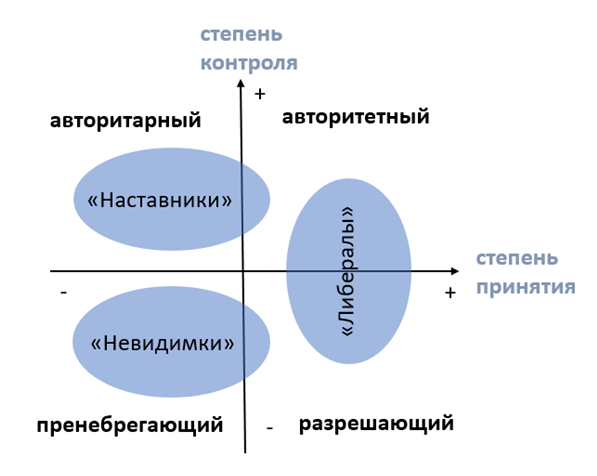 степень
контроля
+
авторитарный
авторитетный
«Наставники»
«Либералы»
степень
принятия
-
+
«Невидимки»
пренебрегающий
-
разрешающий